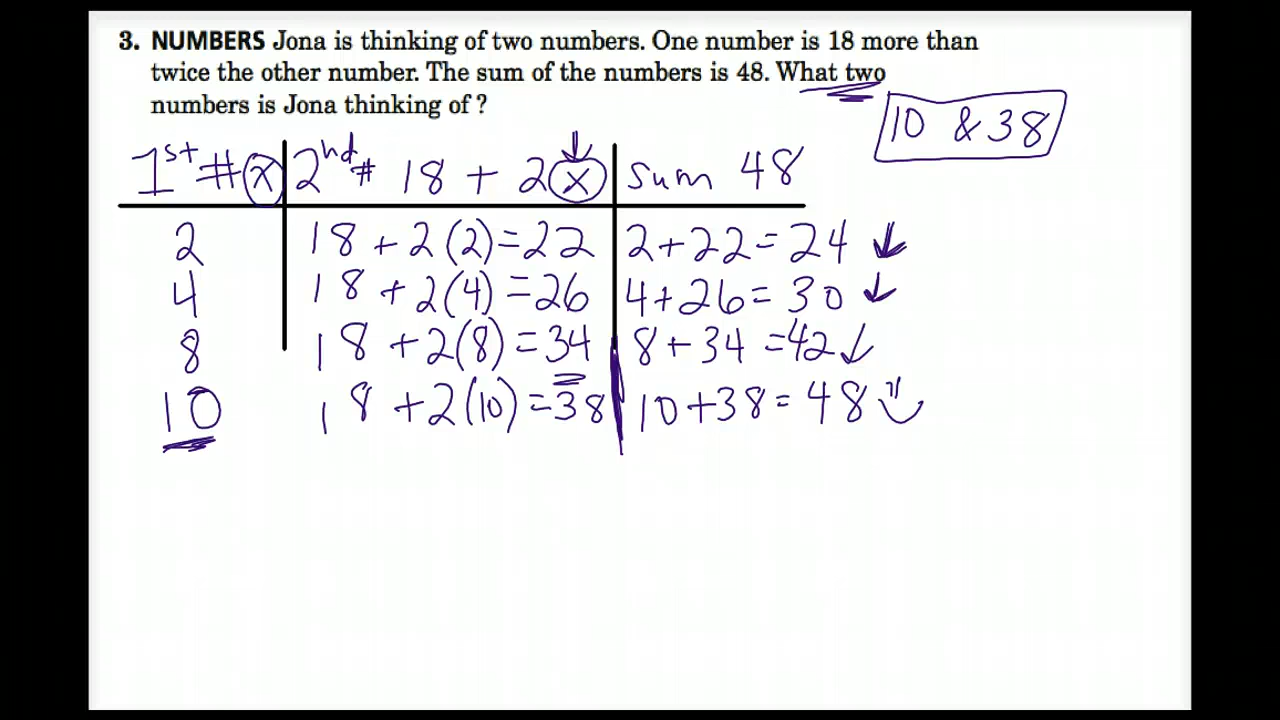 3. NUMBERS Jona is thinking of two numbers. One number is 18 more than
twice the other number. The sum of the numbers is 48. What two
numbers is Jona thinking of ?
10 & 38
1st # x 2nd # 18 + 2x sum 48
2 18 + 2(2) = 22 2 + 22 = 24
4 18 + 2(4) = 26 4 + 26 = 30
8 18 + 2(8) = 34 8 + 34 = 42
10 18 + 2(10) = 38 10 + 38 = 48